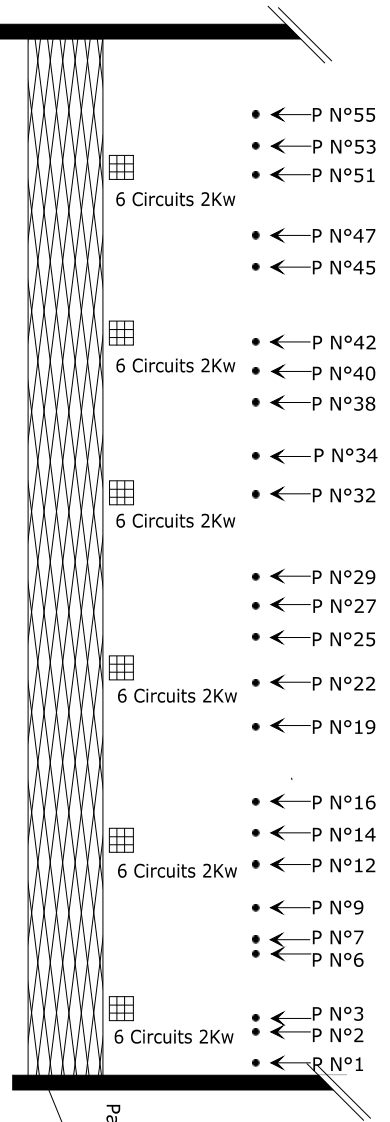 P N°55
P N°53
P N°51
6 Circuits 2Kw
P N°47
P N°45
P N°42
6 Circuits 2Kw
P N°40
P N°38
P N°34
P N°32
6 Circuits 2Kw
P N°29
P N°27
P N°25
P N°22
6 Circuits 2Kw
P N°19
P N°16
P N°14
P N°12
6 Circuits 2Kw
P N°9
P N°7
P N°6
P N°3
P N°2
6 Circuits 2Kw
P N°1
Pa